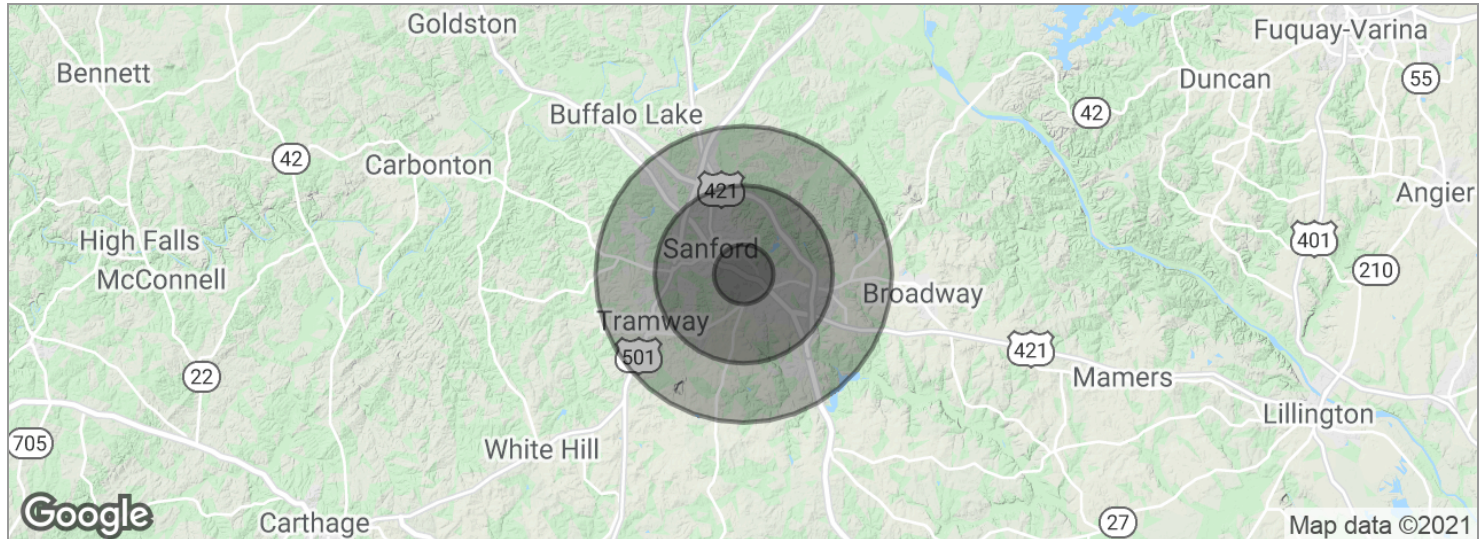 Goldston
Fuquay-Varina
Bennett
Duncan
55
Buffalo Lake
42
42
Carbonton
421
Angier
High Falls
Sanford
401
McConnell
210
Broadway
Tramway
501
421
22
Mamers
Lillington
705
White Hill
Google
Carthage
27
Map data ©2021